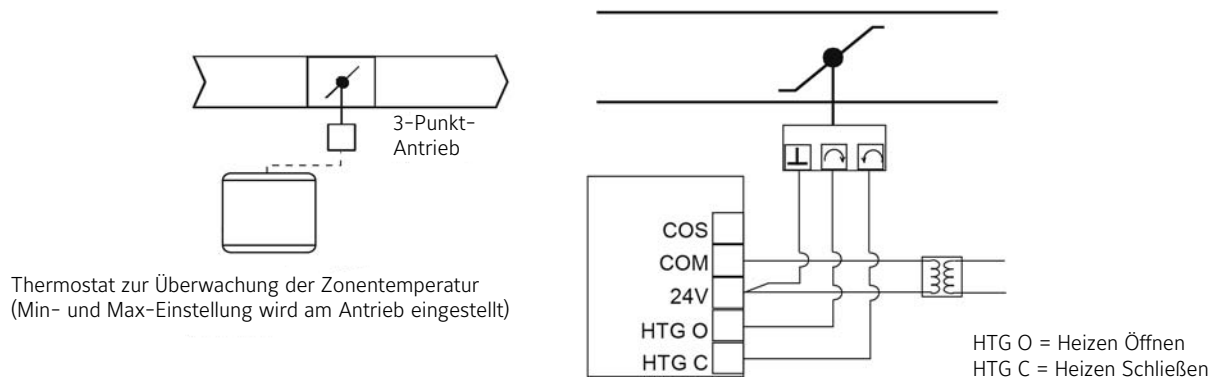 3-Punkt-
Antrieb
Thermostat zur Überwachung der Zonentemperatur
(Min- und Max-Einstellung wird am Antrieb eingestellt)
COS
COM
24V
HTG O
HTG C
HTG O = Heizen Öffnen
HTG C = Heizen Schließen